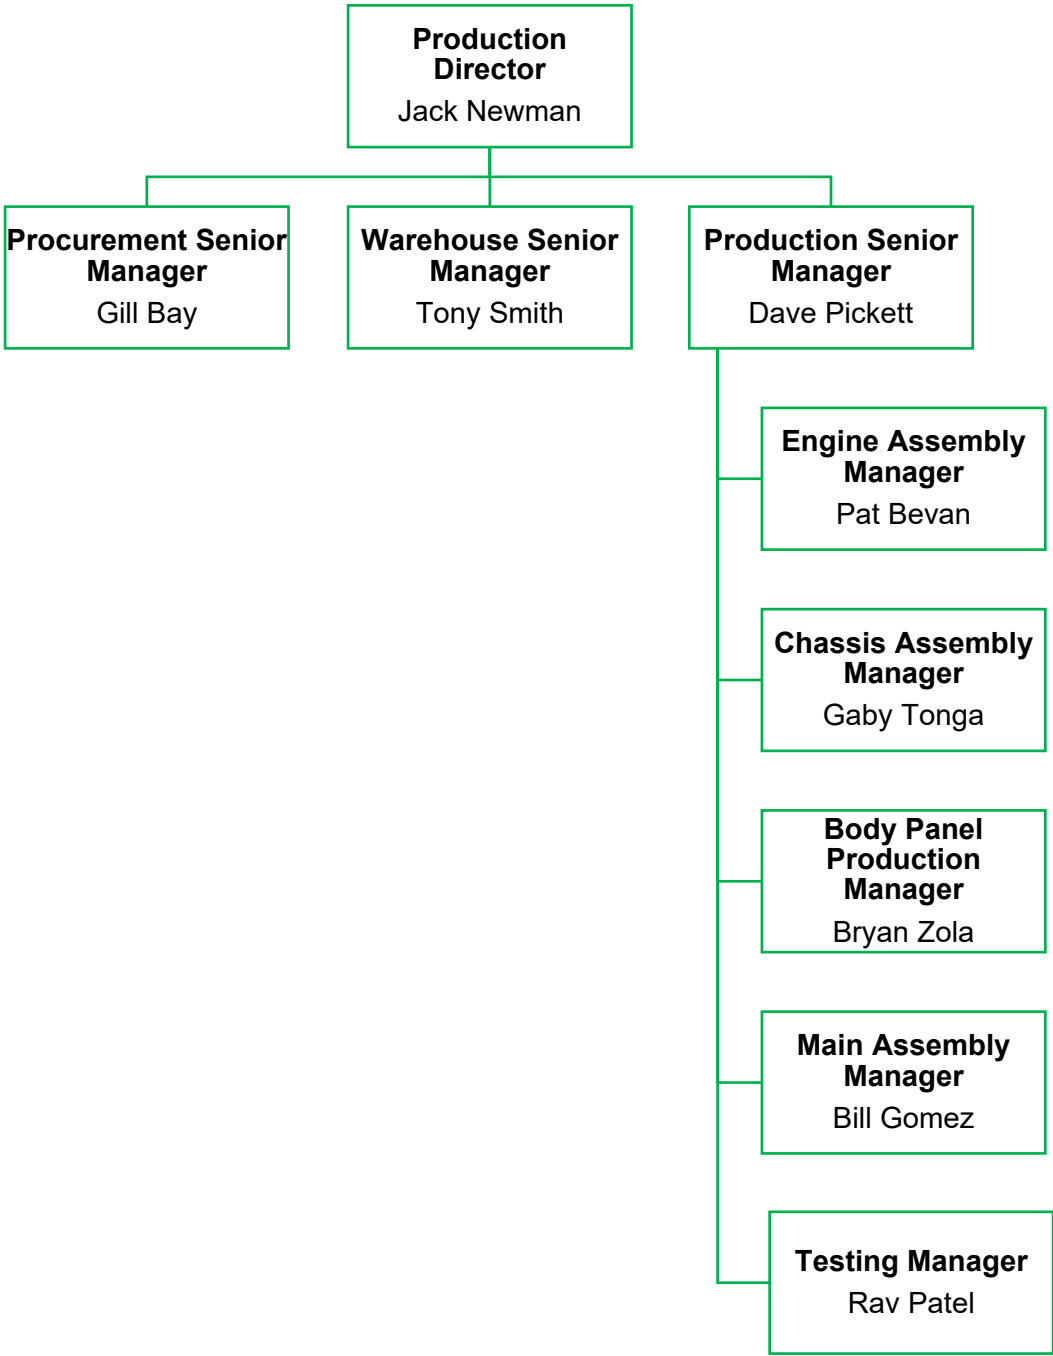 Production
Director
Jack Newman
Procurement Senior
Manager
Gill Bay
Warehouse Senior
Manager
Tony Smith
Production Senior
Manager
Dave Pickett
Engine Assembly
Manager
Pat Bevan
Chassis Assembly
Manager
Gaby Tonga
Body Panel
Production
Manager
Bryan Zola
Main Assembly
Manager
Bill Gomez
Testing Manager
Rav Patel